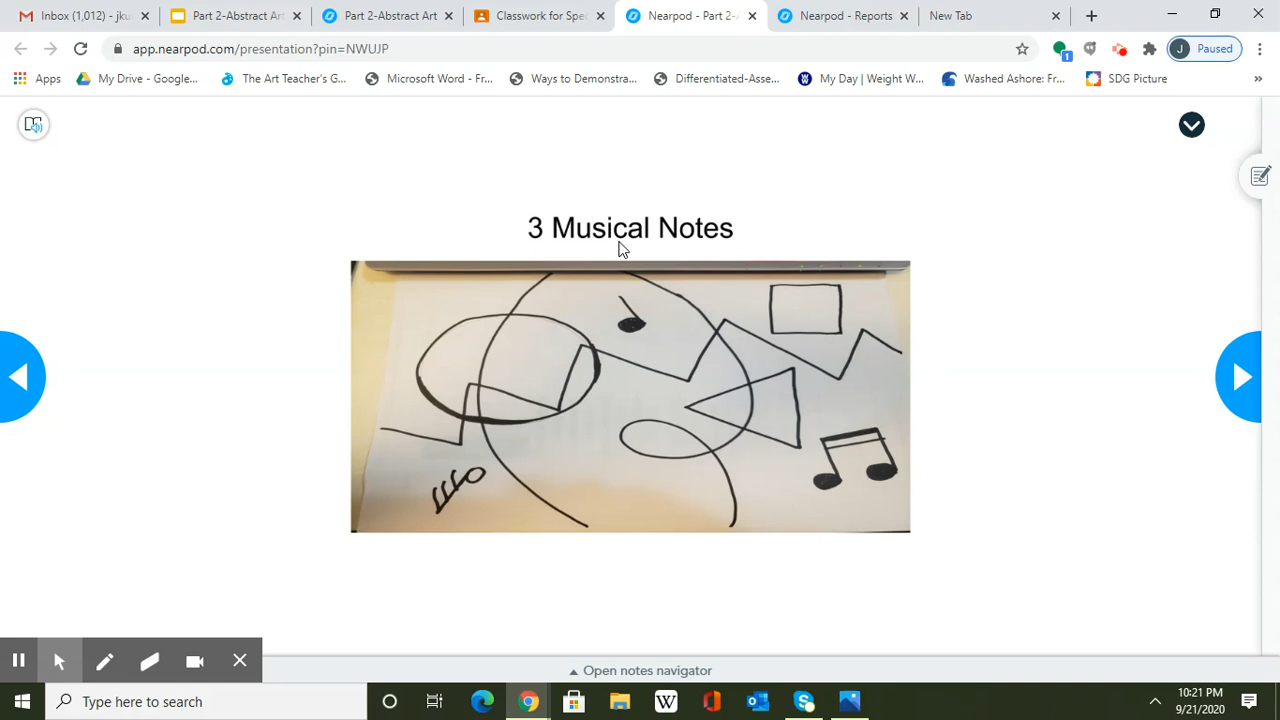 Inbox (1,012) - jku
Part 2-Abstract Art
Part 2-Abstract Art
Classwork for Spe
Nearpod - Part 2-
Nearpod - Reports
New Tab
app.nearpod.com/presentation?pin=NWUJP
1
J
Paused
Apps
My Drive - Google...
The Art Teacher's G...
Microsoft Word - Fr...
Ways to Demonstra...
Differentiated-Asse...
W
My Day | Weight W...
Washed Ashore: Fr...
SDG Picture
»
3 Musical Notes
Open notes navigator
Type here to search
W
10:21 PM
9/21/2020